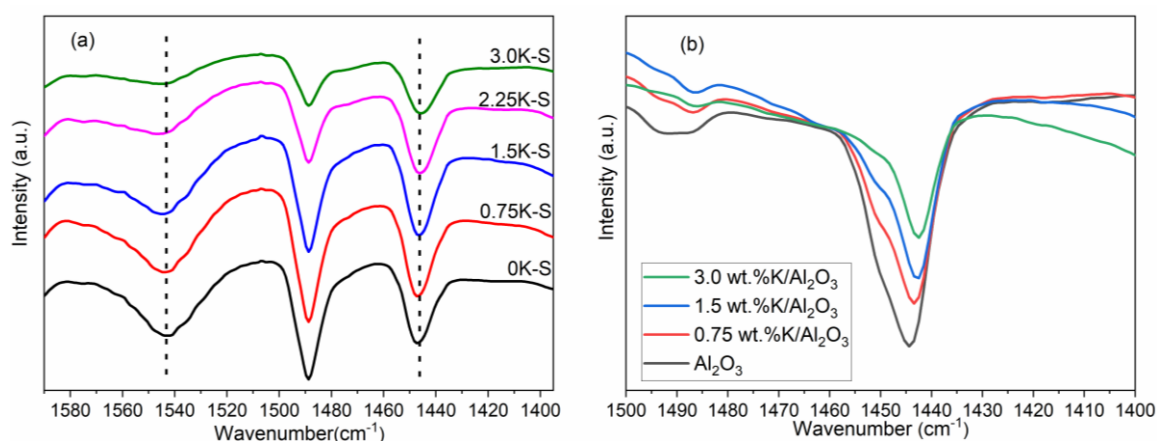 (a)
3.0K-S
2.25K-S
1.5K-S
0.75K-S
0K-S
Intensity (a.u.)
1580 1560 1540 1520 1500 1480 1460 1440 1420 1400
Wavenumber(cm⁻¹)
(b)
Intensity (a.u.)
3.0 wt.%K/Al₂O₃
1.5 wt.%K/Al₂O₃
0.75 wt.%K/Al₂O₃
Al₂O₃
1500 1490 1480 1470 1460 1450 1440 1430 1420 1410 1400
Wavenumber (cm⁻¹)